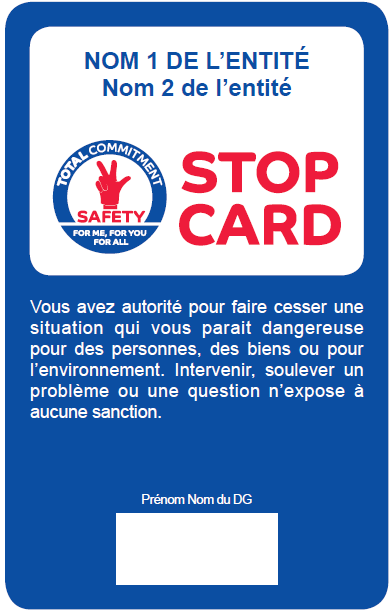 NOM 1 DE L’ENTITÉ
Nom 2 de l’entité
TOTAL COMMITMENT
SAFETY
FOR ME, FOR YOU
FOR ALL
STOP
CARD
Vous avez autorité pour faire cesser une
situation qui vous parait dangereuse
pour des personnes, des biens ou pour
l’environnement. Intervenir, soulever un
problème ou une question n’expose à
aucune sanction.
Prénom Nom du DG